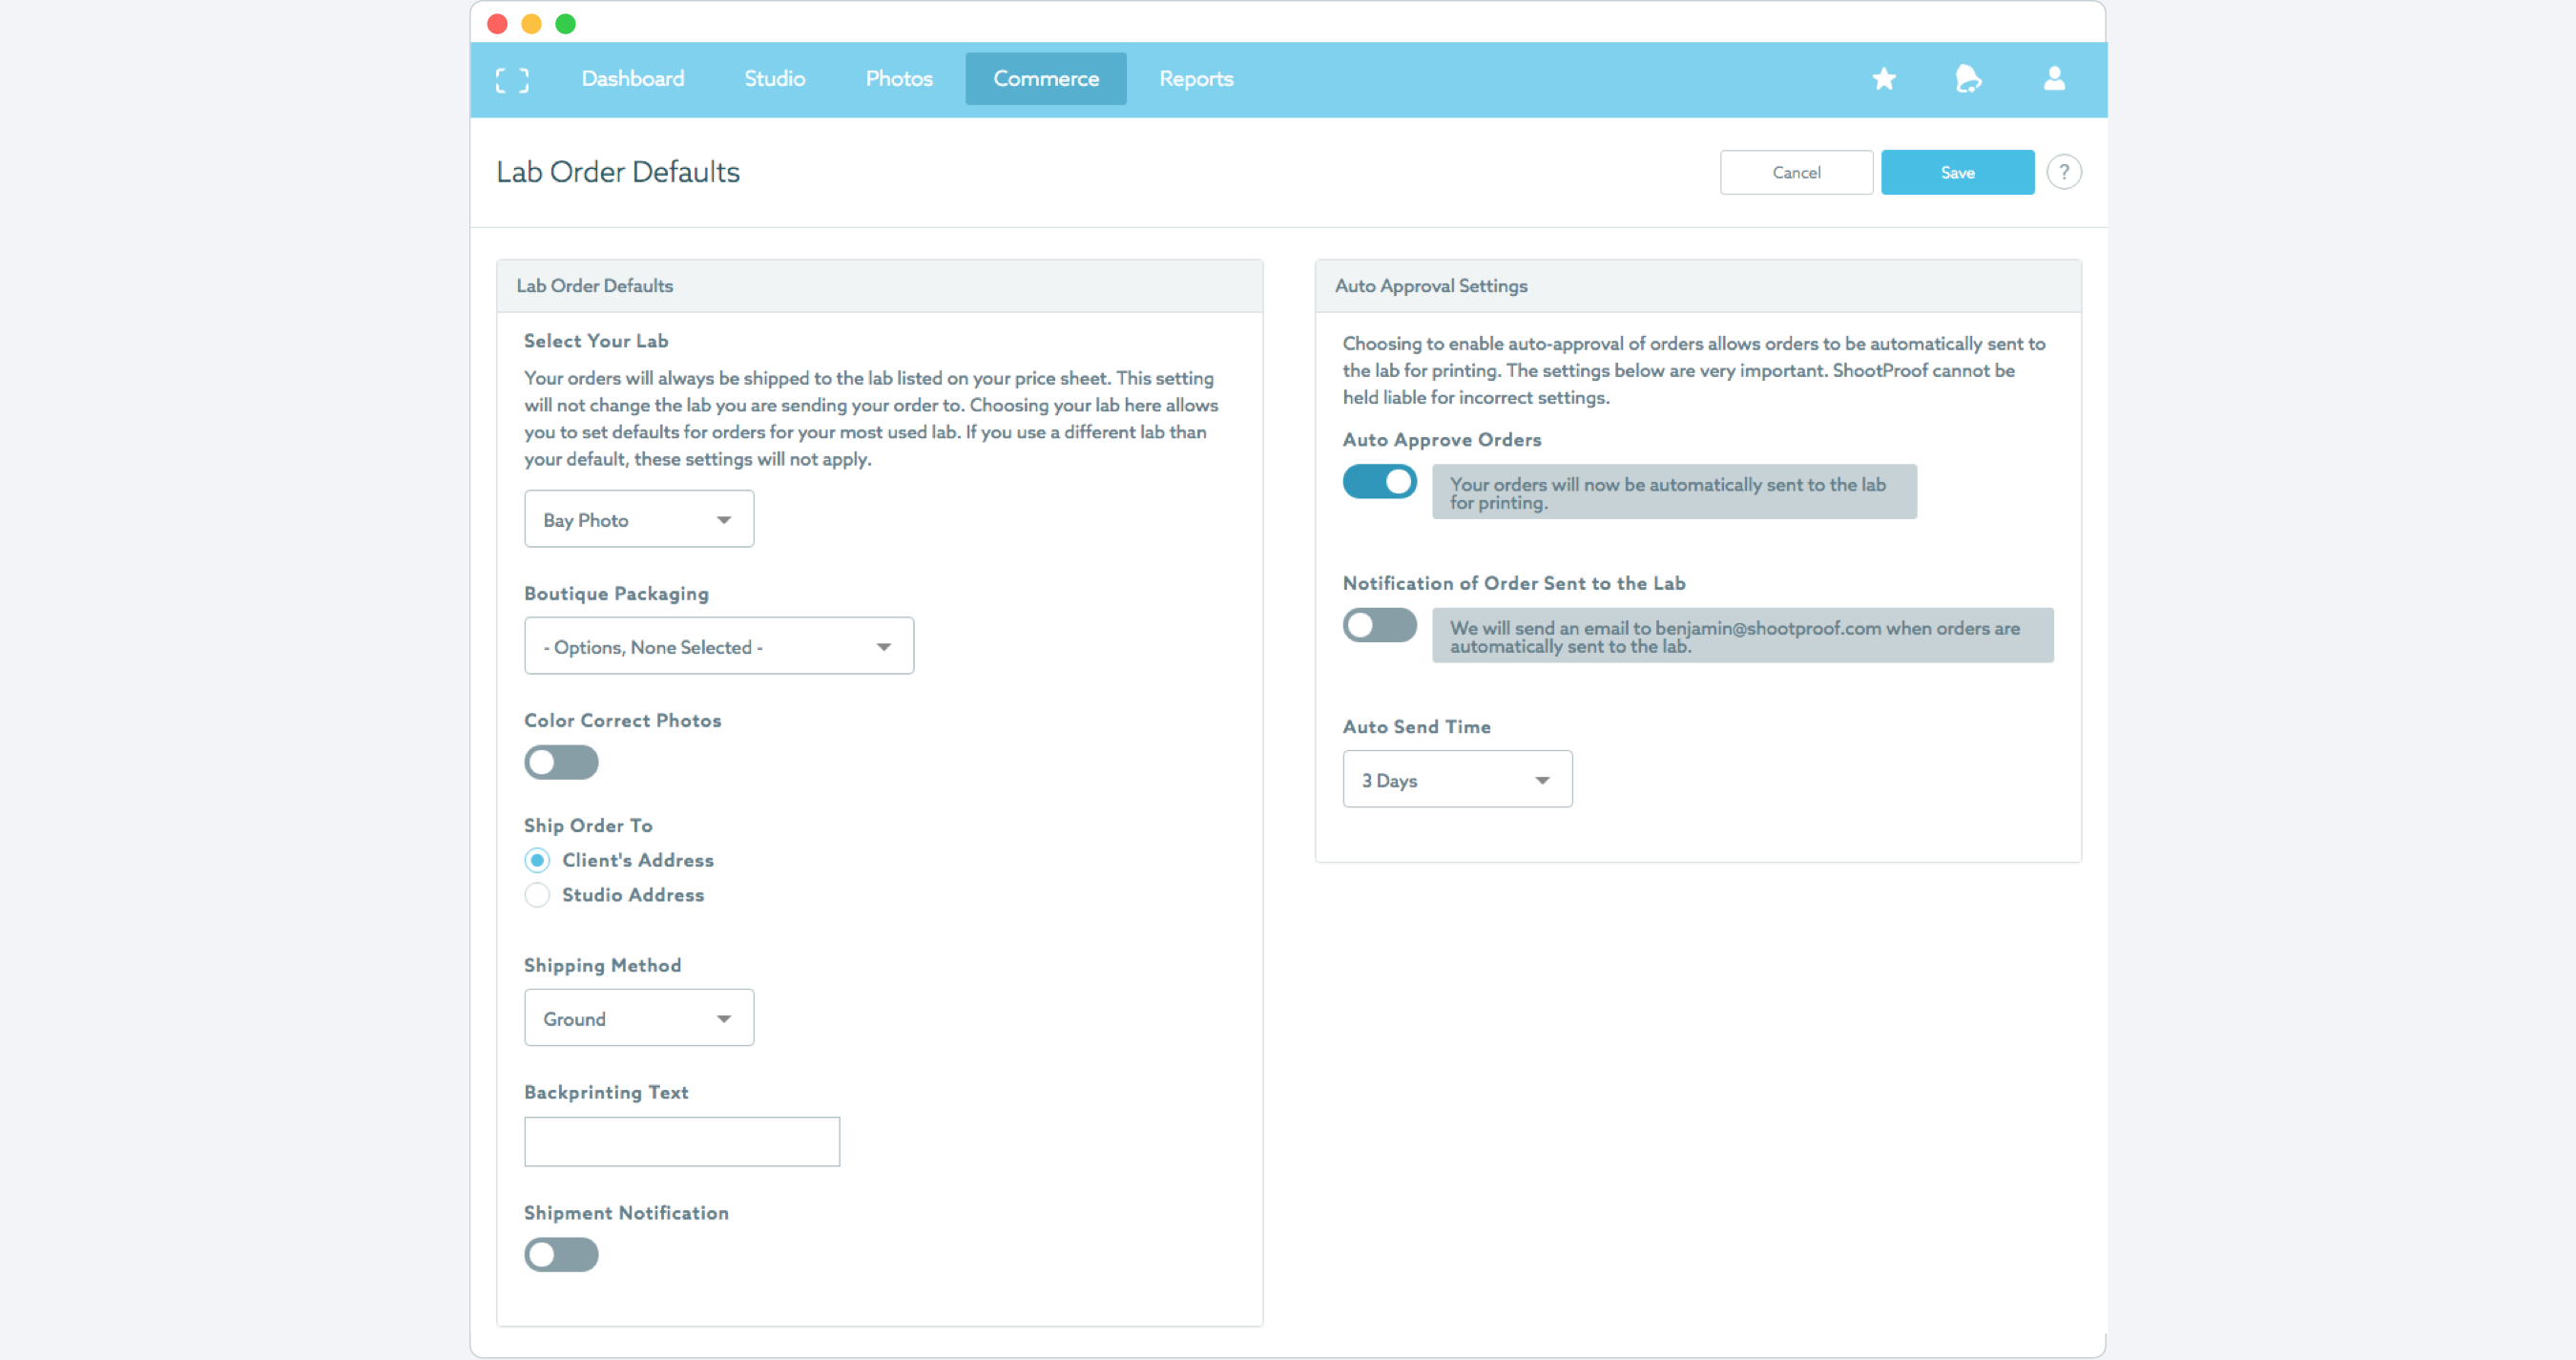 Dashboard Studio Photos Commerce Reports
Lab Order Defaults
Cancel Save ?
Lab Order Defaults
Select Your Lab
Your orders will always be shipped to the lab listed on your price sheet. This setting
will not change the lab you are sending your order to. Choosing your lab here allows
you to set defaults for orders for your most used lab. If you use a different lab than
your default, these settings will not apply.
Bay Photo
Boutique Packaging
- Options, None Selected -
Color Correct Photos
Ship Order To
Client's Address
Studio Address
Shipping Method
Ground
Backprinting Text
Shipment Notification
Auto Approval Settings
Choosing to enable auto-approval of orders allows orders to be automatically sent to
the lab for printing. The settings below are very important. ShootProof cannot be
held liable for incorrect settings.
Auto Approve Orders
Your orders will now be automatically sent to the lab
for printing.
Notification of Order Sent to the Lab
We will send an email to benjamin@shootproof.com when orders are
automatically sent to the lab.
Auto Send Time
3 Days